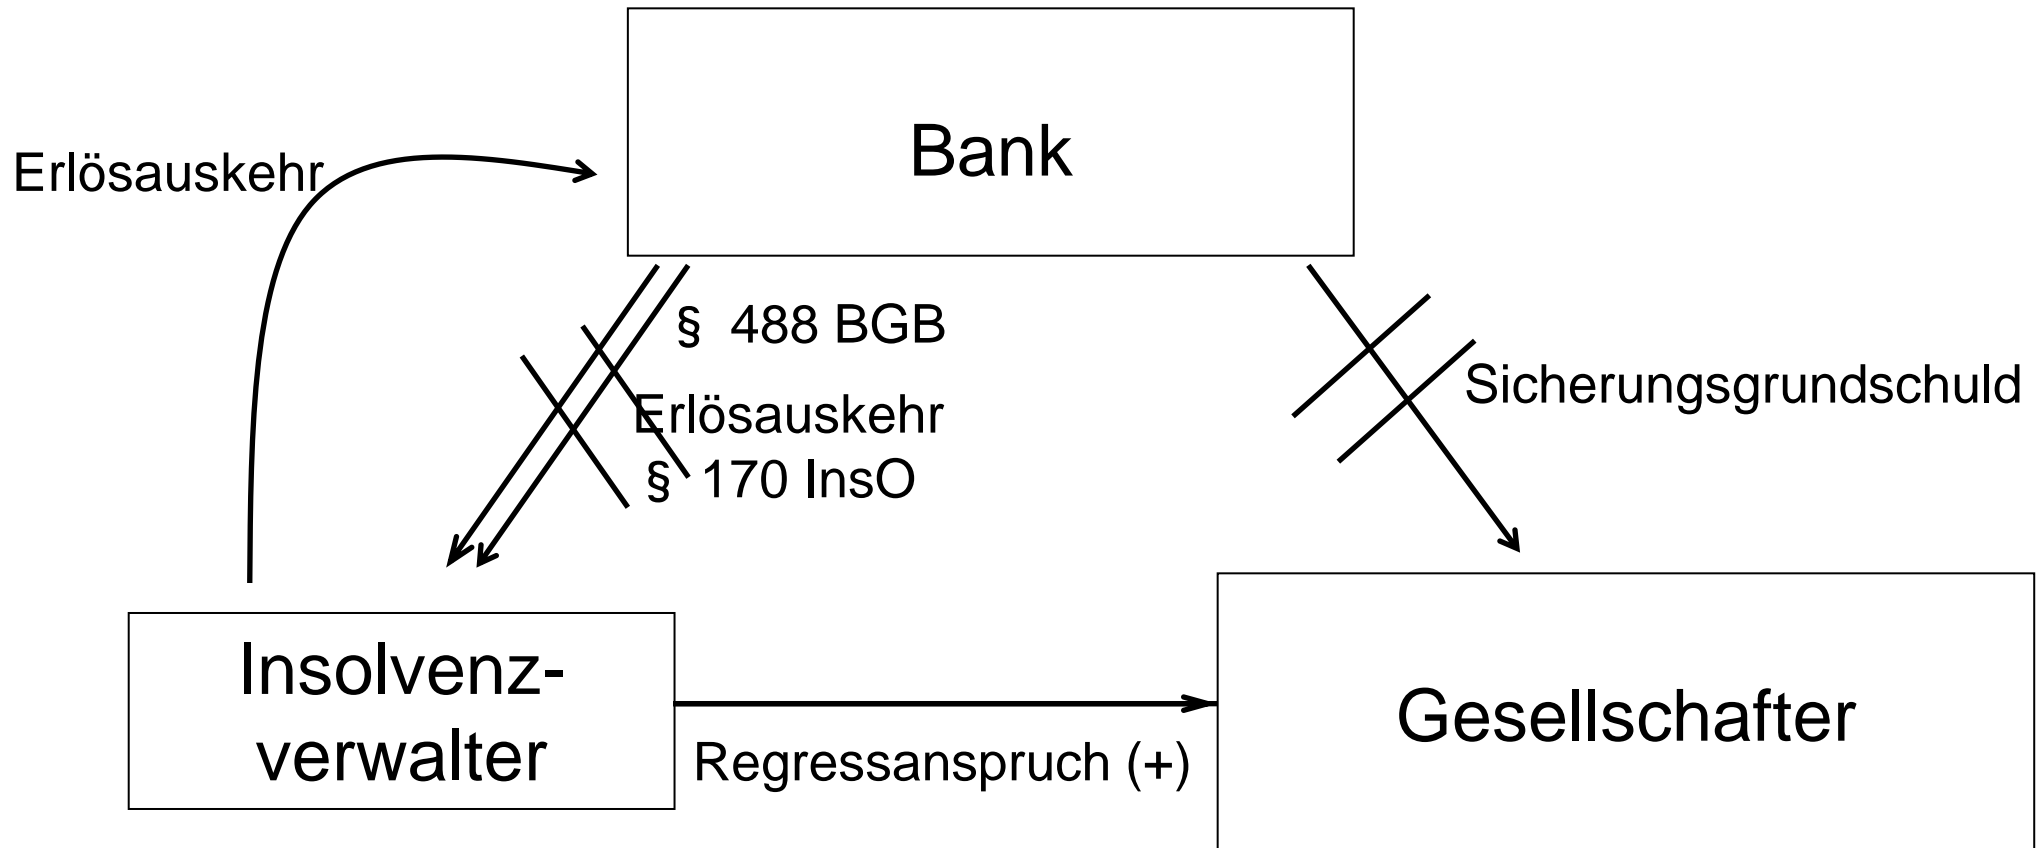 Bank
Erlösauskehr
§ 488 BGB
Erlösauskehr
§ 170 InsO
Sicherungsgrundschuld
Insolvenz-
verwalter
Regressanspruch (+)
Gesellschafter